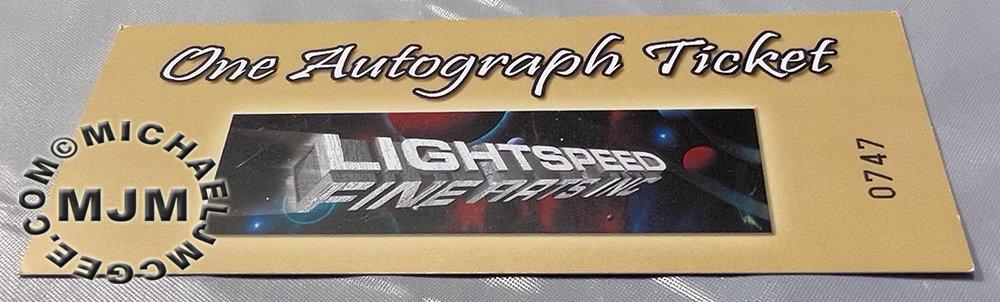 One Autograph Ticket
LIGHTSPEED
FINE ARTS INC
0747
©MICHAELJMCGEE.COM
MJM